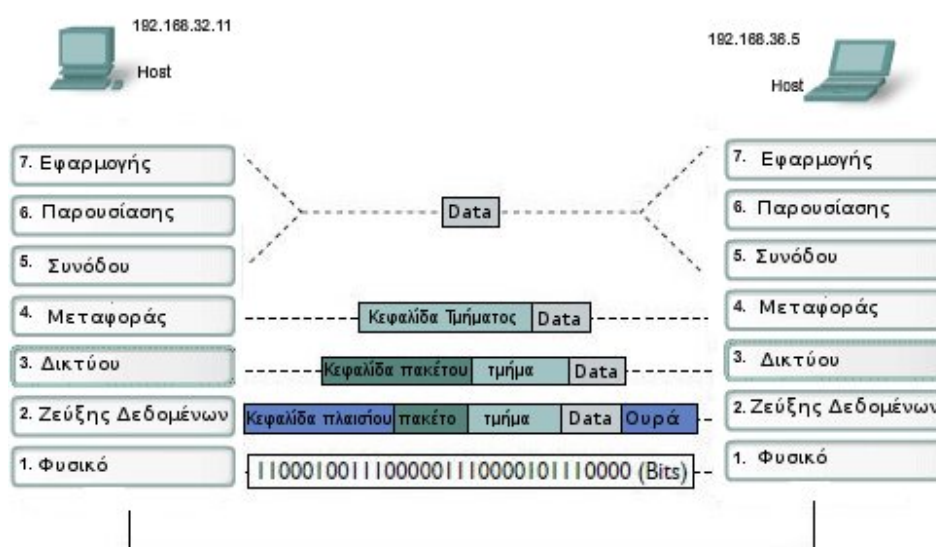 192.168.32.11
Host
192.168.36.5
Host
7. Εφαρμογής
6. Παρουσίασης
5. Συνόδου
4. Μεταφοράς
3. Δικτύου
2. Ζεύξης Δεδομένων
1. Φυσικό
Data
Κεφαλίδα Τμήματος Data
Κεφαλίδα πακέτου τμήμα Data
Κεφαλίδα πλαισίου πακέτο τμήμα Data Ουρά
(Bits)
7. Εφαρμογής
6. Παρουσίασης
5. Συνόδου
4. Μεταφοράς
3. Δικτύου
2. Ζεύξης Δεδομένων
1. Φυσικό